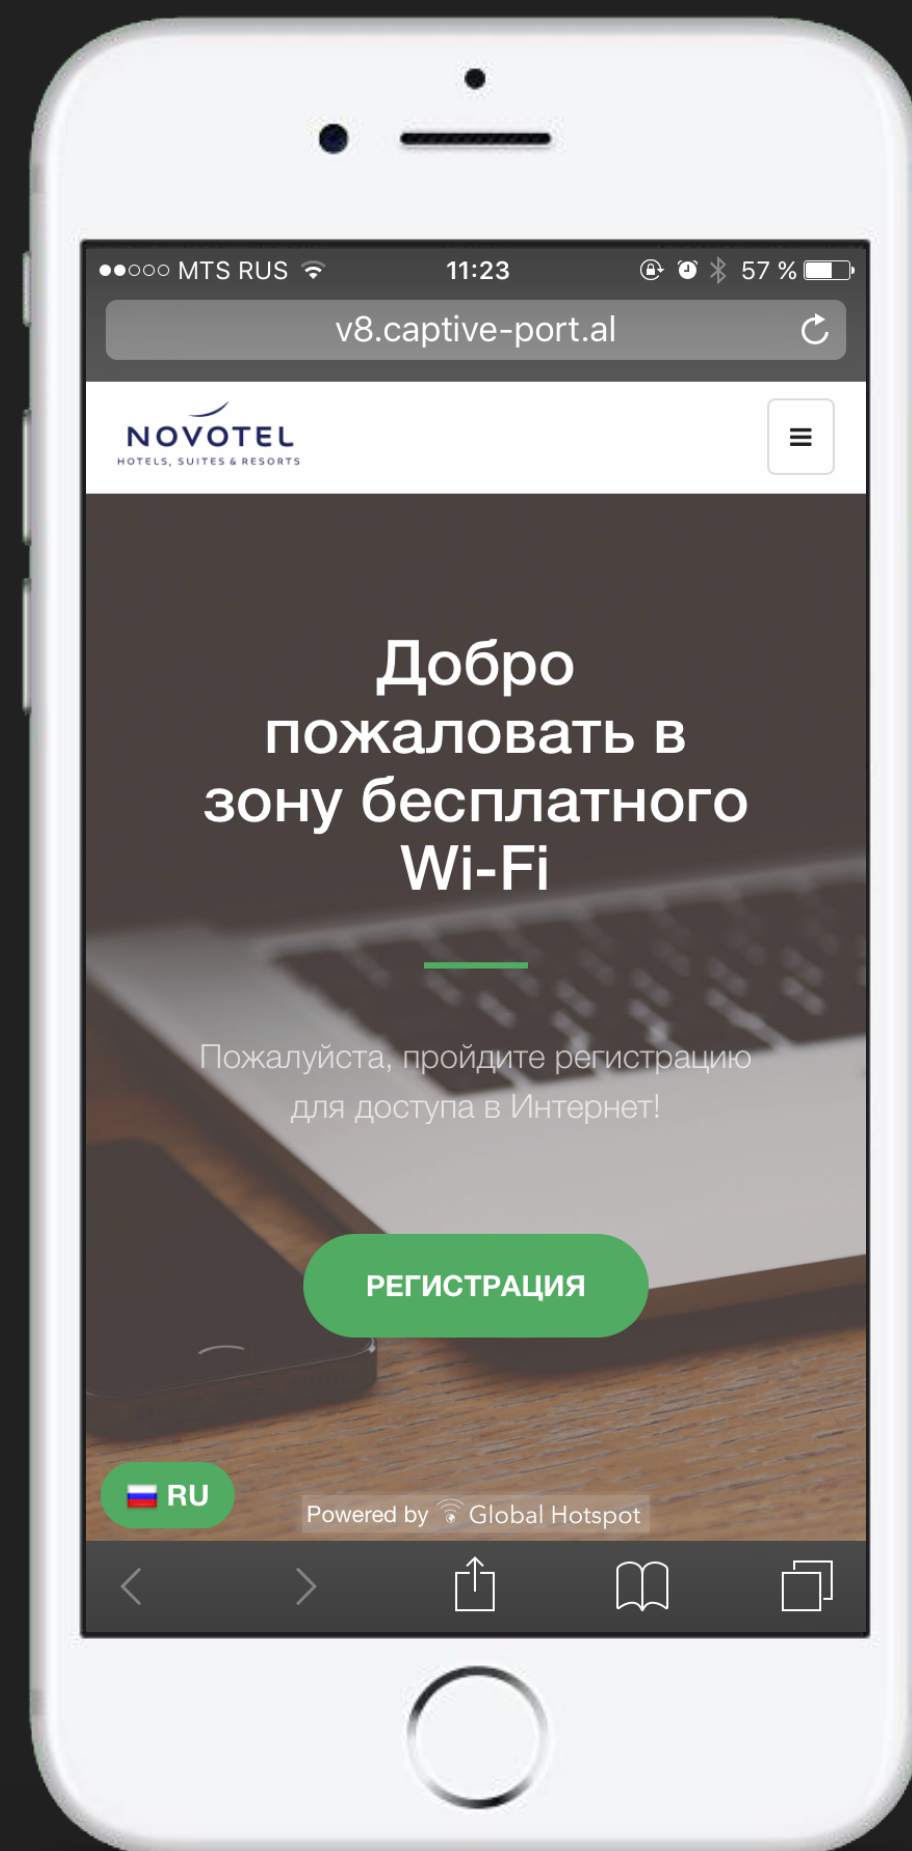 MTS RUS 11:23 57 %
v8.captive-port.al
NOVOTEL
HOTELS, SUITES & RESORTS
Добро
пожаловать в
зону бесплатного
Wi-Fi
Пожалуйста, пройдите регистрацию
для доступа в Интернет!
РЕГИСТРАЦИЯ
RU
Powered by Global Hotspot